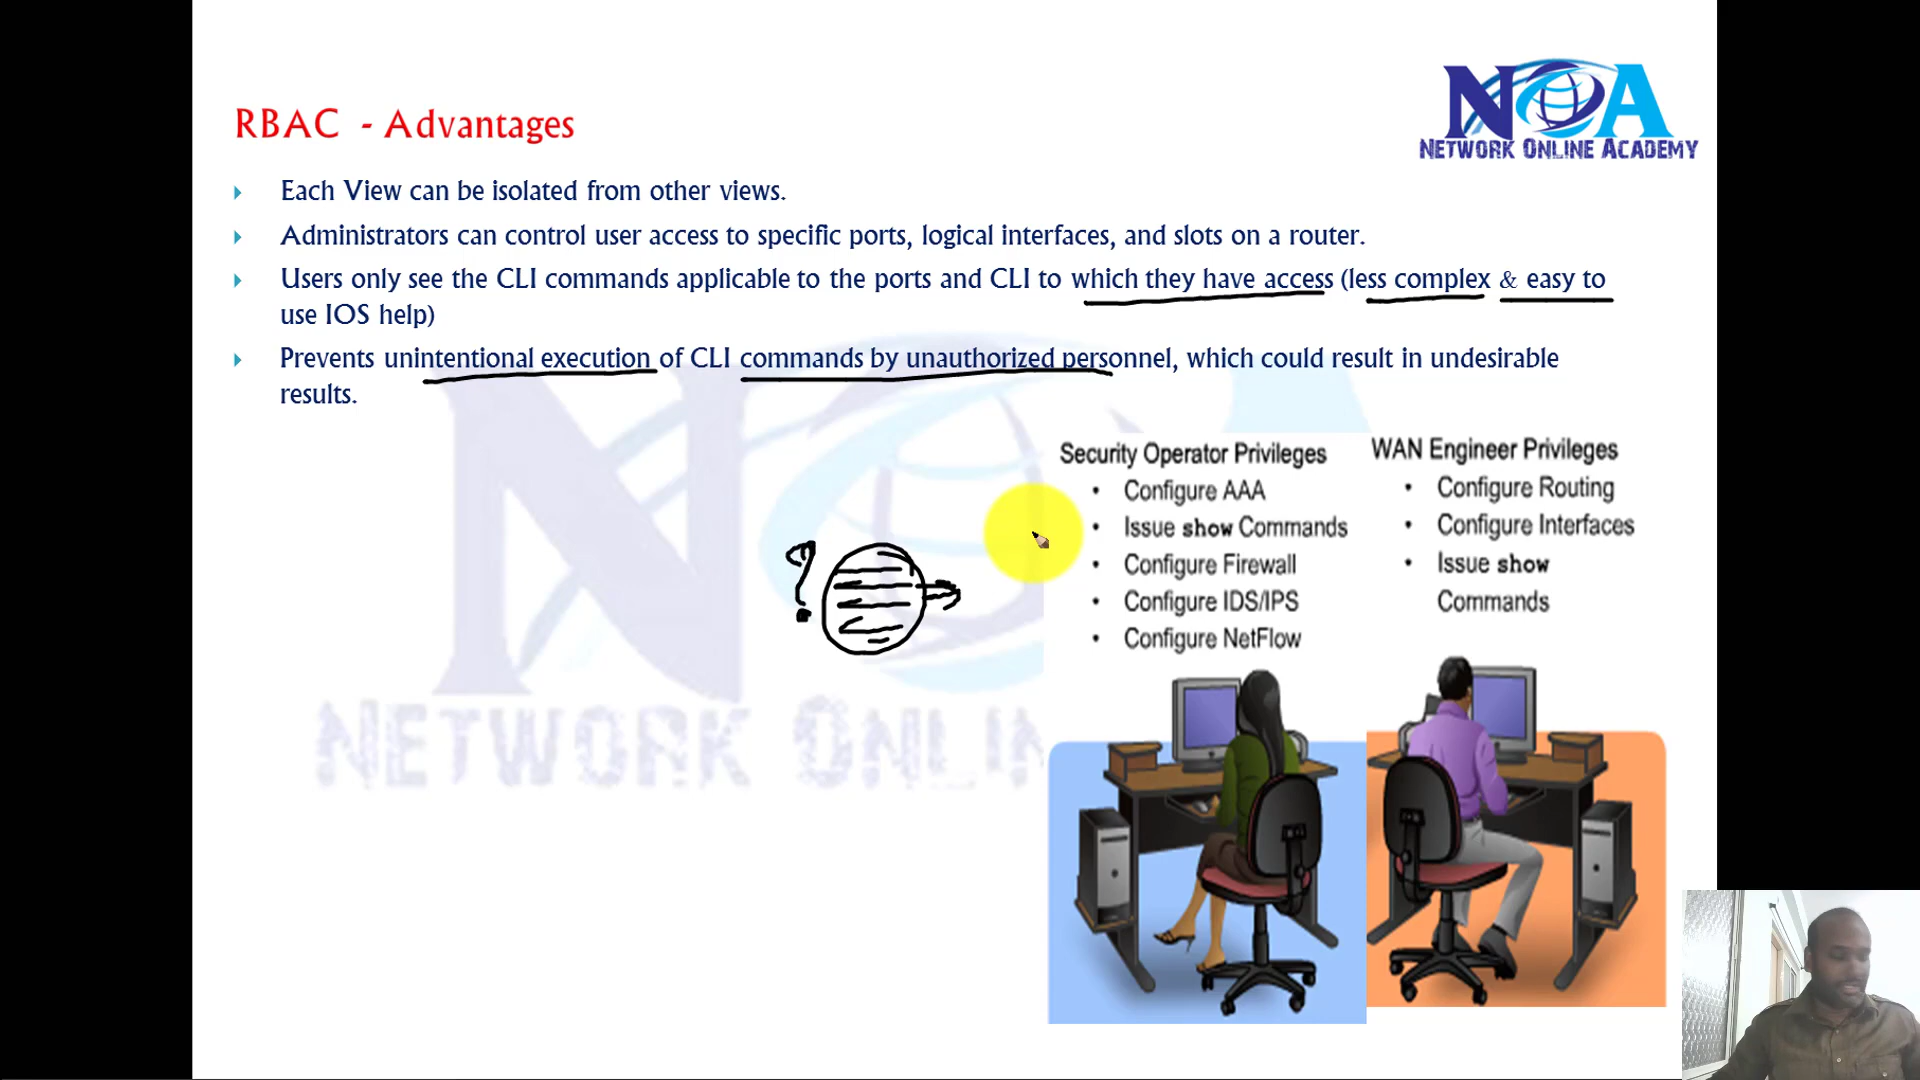 NOA
NETWORK ONLINE ACADEMY
RBAC - Advantages
Each View can be isolated from other views.
Administrators can control user access to specific ports, logical interfaces, and slots on a router.
Users only see the CLI commands applicable to the ports and CLI to which they have access (less complex & easy to
use IOS help)
Prevents unintentional execution of CLI commands by unauthorized personnel, which could result in undesirable
results.
?
Security Operator Privileges
• Configure AAA
• Issue show Commands
• Configure Firewall
• Configure IDS/IPS
• Configure NetFlow
WAN Engineer Privileges
• Configure Routing
• Configure Interfaces
• Issue show
Commands
NETWORK ONLIN